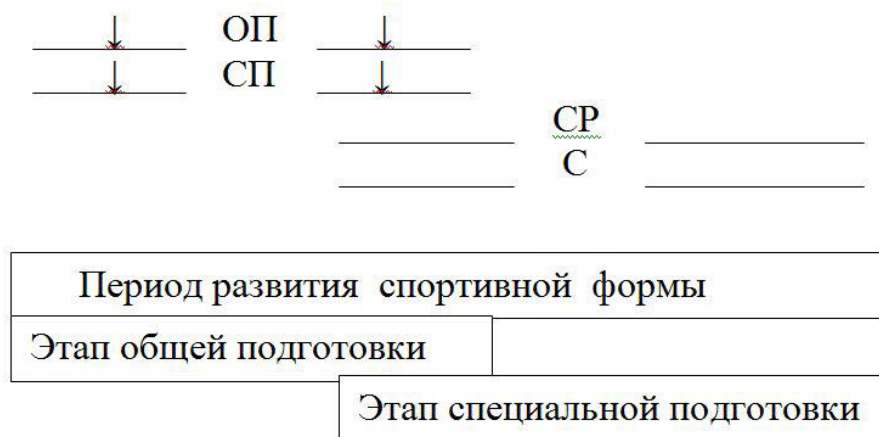 ОП
СП
СР
С
Период развития спортивной формы
Этап общей подготовки
Этап специальной подготовки